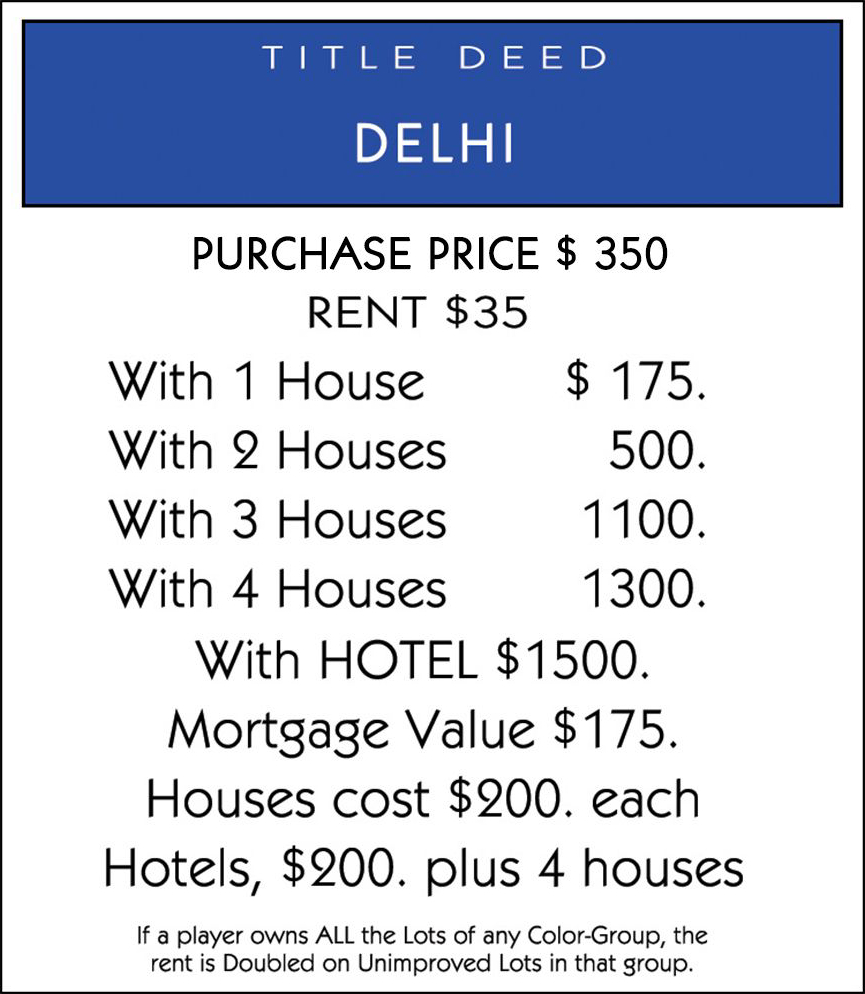 TITLE DEED
DELHI
PURCHASE PRICE $ 350
RENT $35
With 1 House $ 175.
With 2 Houses 500.
With 3 Houses 1100.
With 4 Houses 1300.
With HOTEL $1500.
Mortgage Value $175.
Houses cost $200. each
Hotels, $200. plus 4 houses
If a player owns ALL the Lots of any Color-Group, the
rent is Doubled on Unimproved Lots in that group.